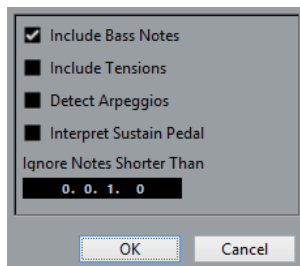 Include Bass Notes
Include Tensions
Detect Arpeggios
Interpret Sustain Pedal
Ignore Notes Shorter Than
0. 0. 1. 0
OK Cancel